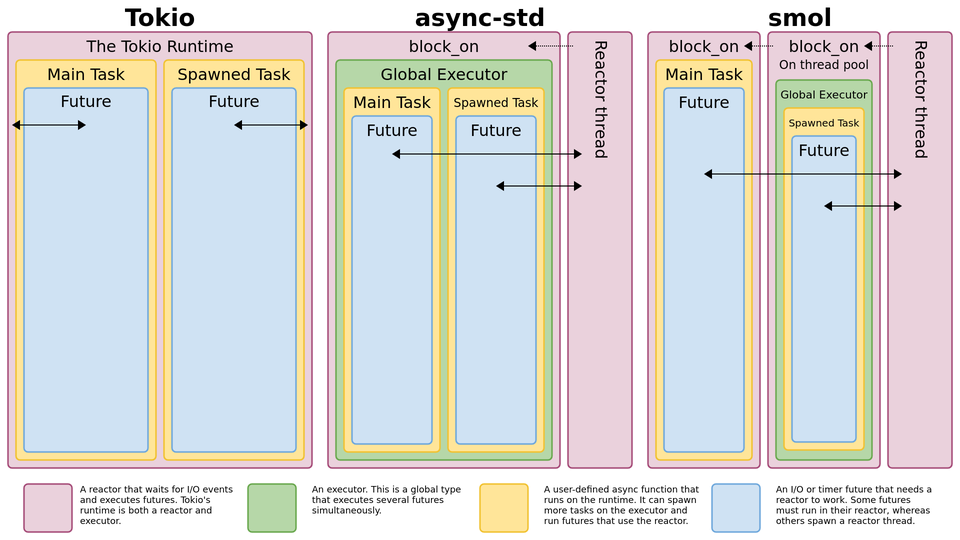 Tokio
The Tokio Runtime
Main Task
Future
Spawned Task
Future
async-std
block_on
Global Executor
Main Task
Future
Spawned Task
Future
Reactor thread
smol
block_on
Main Task
Future
block_on
On thread pool
Global Executor
Spawned Task
Future
Reactor thread
A reactor that waits for I/O events
and executes futures. Tokio's
runtime is both a reactor and
executor.
An executor. This is a global type
that executes several futures
simultaneously.
A user-defined async function that
runs on the runtime. It can spawn
more tasks on the executor and
run futures that use the reactor.
An I/O or timer future that needs a
reactor to work. Some futures
must run in their reactor, whereas
others spawn a reactor thread.